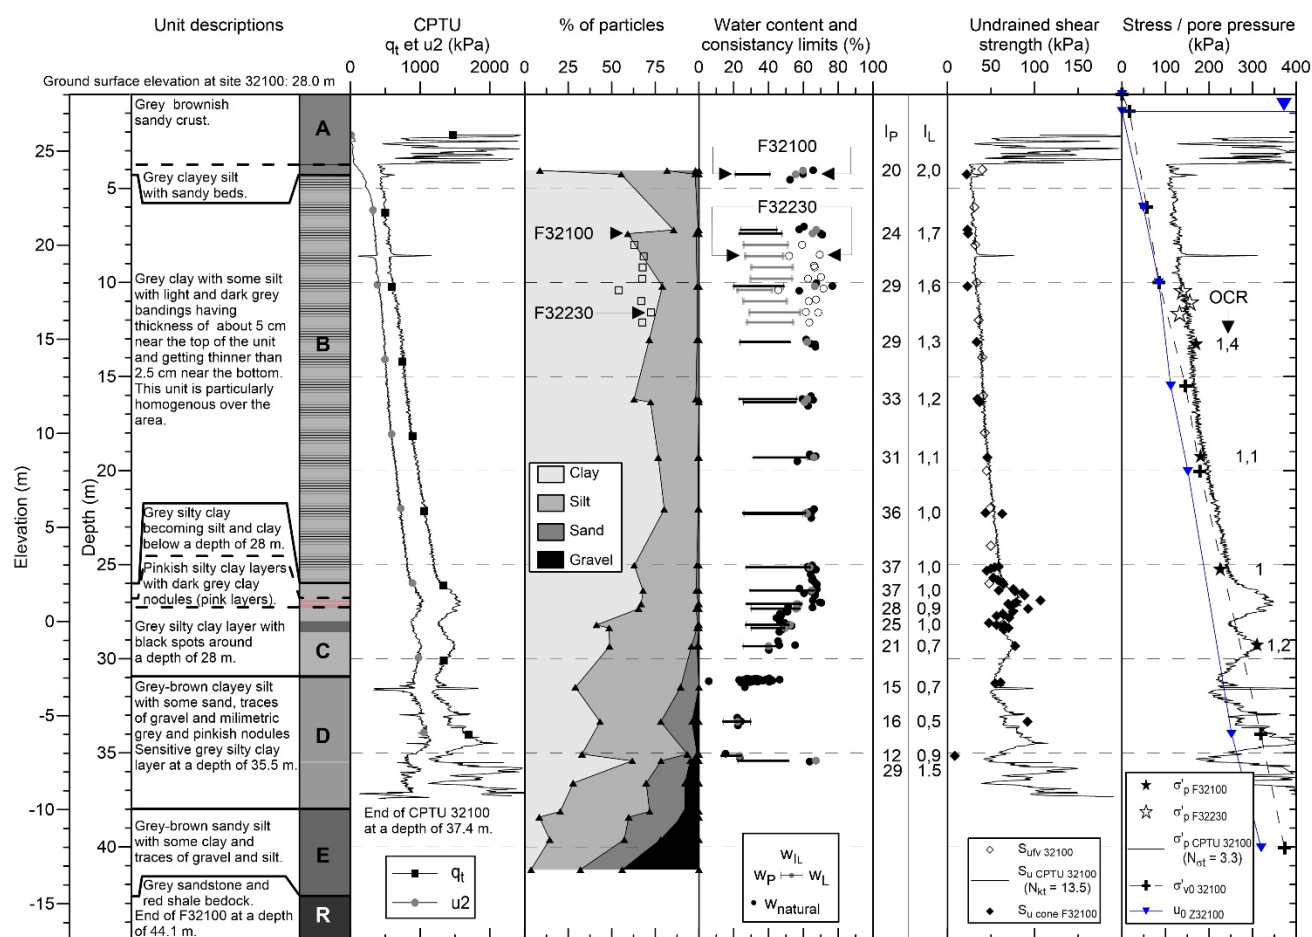 Unit descriptions
CPTU
qt et u2 (kPa)
% of particles
Water content and
consistancy limits (%)
Undrained shear
strength (kPa)
Stress / pore pressure
(kPa)
Ground surface elevation at site 32100: 28.0 m
0 1000 2000
0 25 50 75
0 20 40 60 80 100
0 50 100 150
0 100 200 300 400
Elevation (m)
25
20
15
10
5
0
-5
-10
-15
Depth (m)
5
10
15
20
25
30
35
40
Grey brownish
sandy crust.
A
Grey clayey silt
with sandy beds.
Grey clay with some silt
with light and dark grey
bandings having
thickness of about 5 cm
near the top of the unit
and getting thinner than
2.5 cm near the bottom.
This unit is particularly
homogenous over the
area.
B
Grey silty clay
becoming silt and clay
below a depth of 28 m.
Pinkish silty clay layers
with dark grey clay
nodules (pink layers).
Grey silty clay layer with
black spots around
a depth of 28 m.
C
Grey-brown clayey silt
with some sand, traces
of gravel and milimetric
grey and pinkish nodules
Sensitive grey silty clay
layer at a depth of 35.5 m.
D
Grey-brown sandy silt
with some clay and
traces of gravel and silt.
E
Grey sandstone and
red shale bedock.
End of F32100 at a depth
of 44.1 m.
R
End of CPTU 32100
at a depth of 37.4 m.
qt
u2
F32100
F32230
Clay
Silt
Sand
Gravel
F32100
F32230
wIL
wP wL
wnatural
IP IL
20 2,0
24 1,7
29 1,6
29 1,3
33 1,2
31 1,1
36 1,0
37 1,0
37 1,0
28 0,9
25 1,0
21 0,7
15 0,7
16 0,5
12 0,9
29 1.5
Sufv 32100
Su CPTU 32100
(Nkt = 13.5)
Su cone F32100
OCR
1,4
1,1
1
1,2
σ'p F32100
σ'p F32230
σ'p CPTU 32100
(Nσt = 3.3)
σ'v0 32100
u0 Z32100